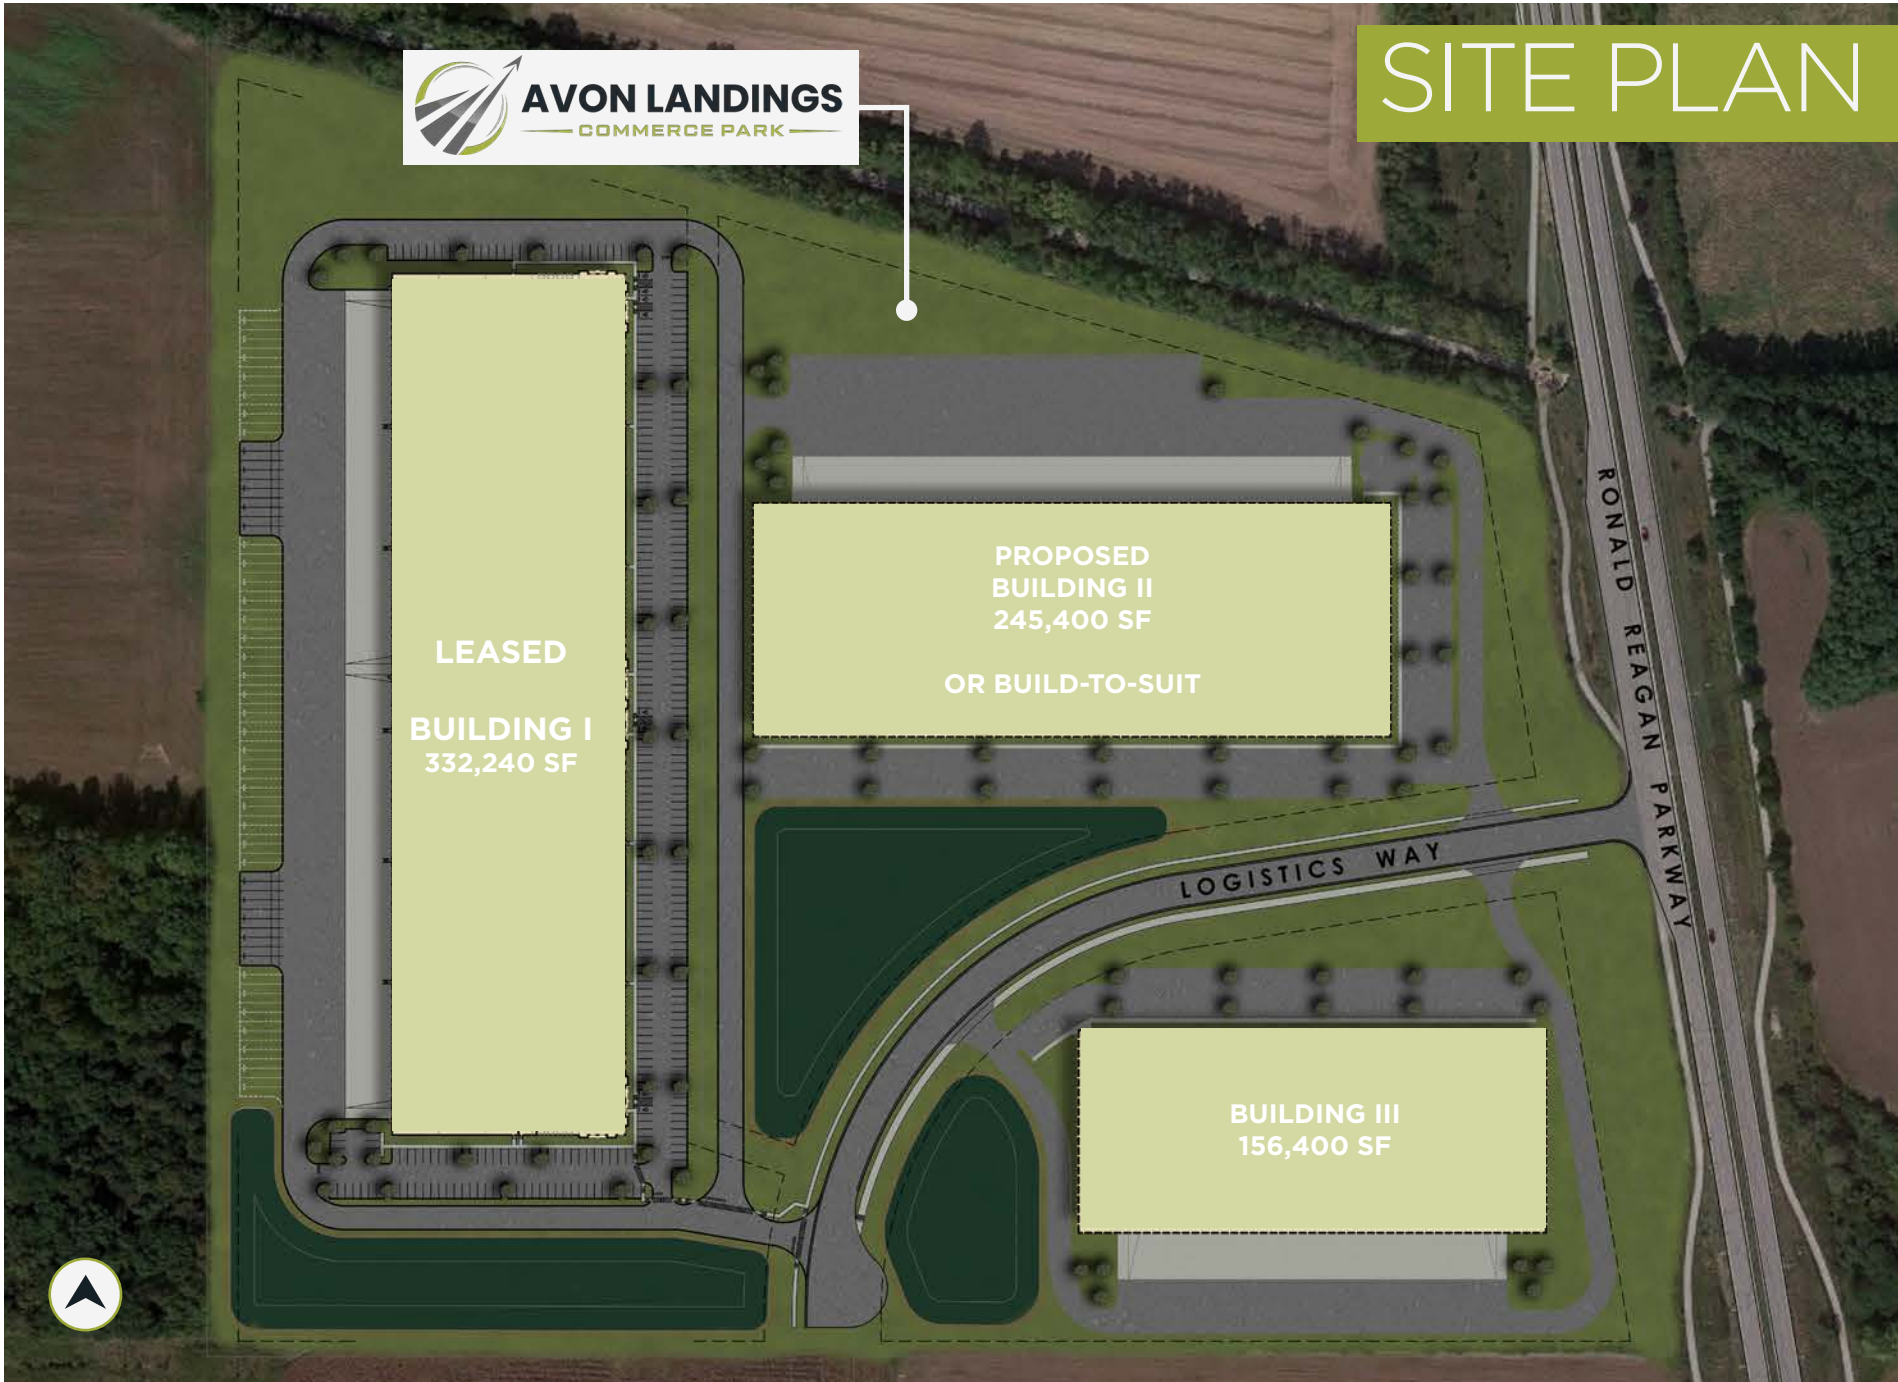 SITE PLAN
AVON LANDINGS
COMMERCE PARK
LEASED
BUILDING I
332,240 SF
PROPOSED
BUILDING II
245,400 SF
OR BUILD-TO-SUIT
RONALD REAGAN PARKWAY
LOGISTICS WAY
BUILDING III
156,400 SF